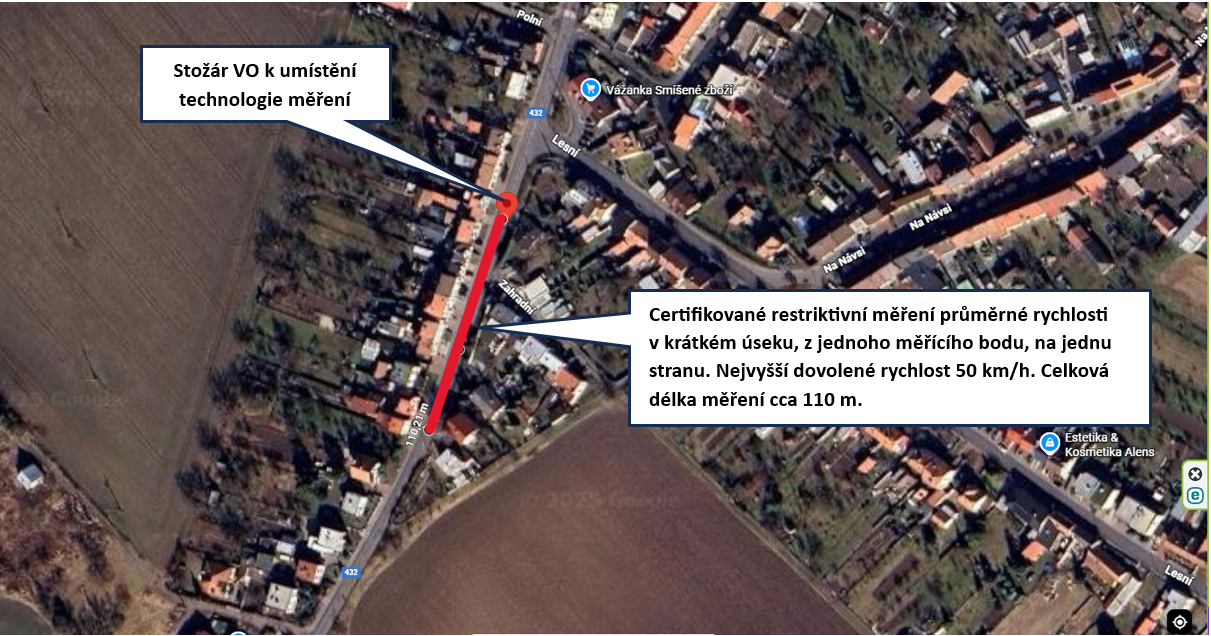 Polní
Stožár VO k umístění
technologie měření
Vážanka Smíšené zboží
432
Lesní
Na
Na Návsi
Na Návsi
Zahradní
Certifikované restriktivní měření průměrné rychlosti
v krátkém úseku, z jednoho měřícího bodu, na jednu
stranu. Nejvyšší dovolené rychlost 50 km/h. Celková
délka měření cca 110 m.
110,21 m
Estetika &
Kosmetika Alens
432
Lesní